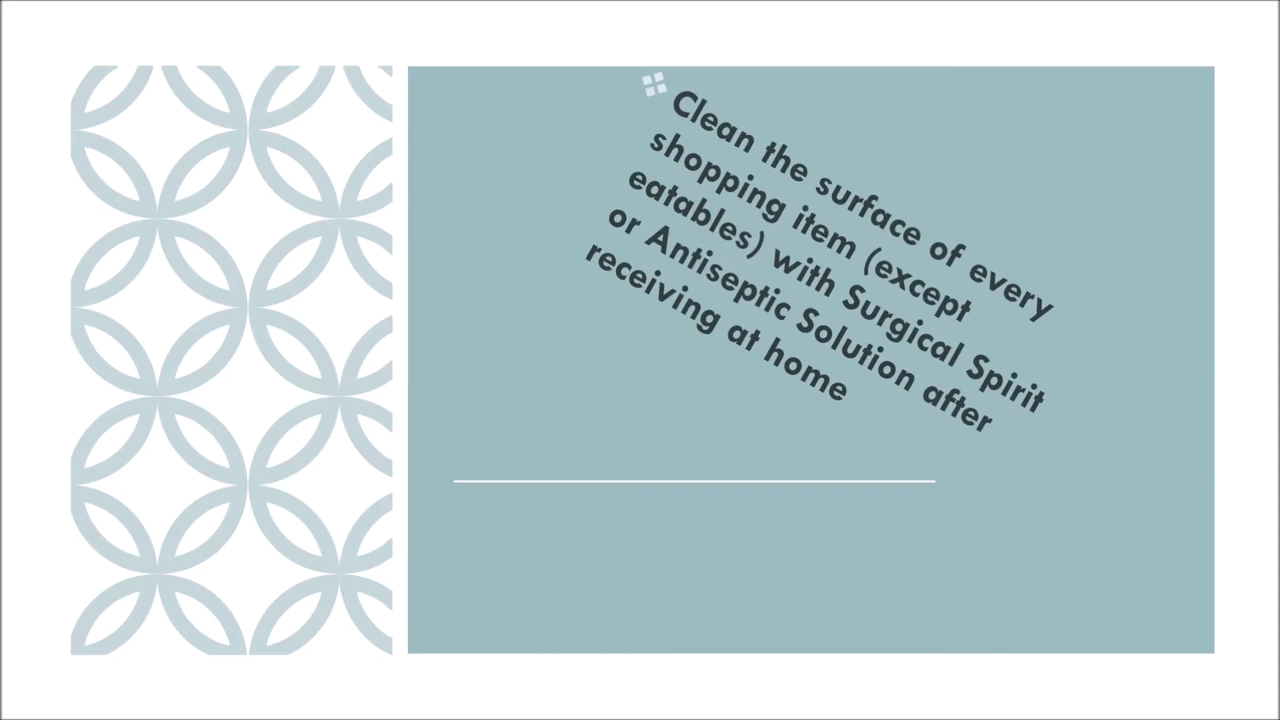 Clean the surface of every
shopping item (except
eatables) with Surgical Spirit
or Antiseptic Solution after
receiving at home